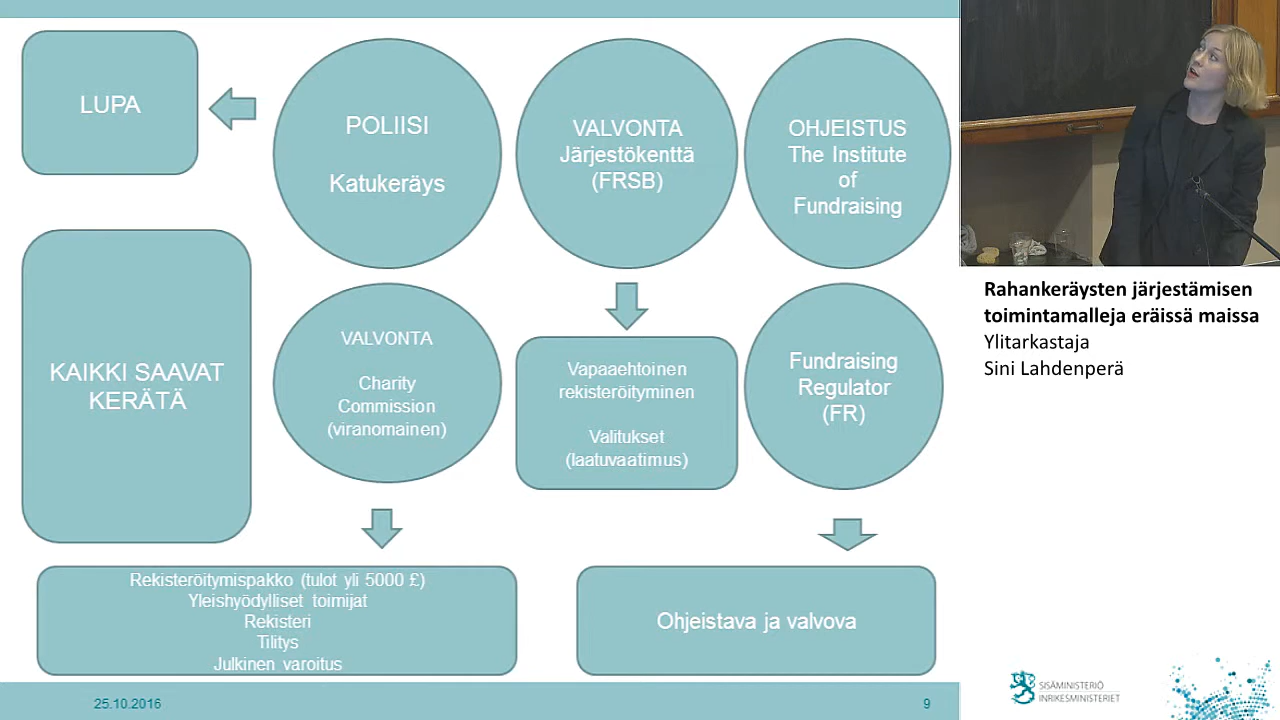 LUPA
POLIISI
Katukeräys
VALVONTA
Järjestökenttä
(FRSB)
OHJEISTUS
The Institute
of
Fundraising
KAIKKI SAAVAT
KERÄTÄ
VALVONTA
Charity
Commission
(viranomainen)
Vapaaehtoinen
rekisteröityminen
Valitukset
(laatuvaatimus)
Fundraising
Regulator
(FR)
Rekisteröitymispakko (tulot yli 5000 £)
Yleishyödylliset toimijat
Rekisteri
Tilitys
Julkinen varoitus
Ohjeistava ja valvova
25.10.2016
9
Rahankeräysten järjestämisen
toimintamalleja eräissä maissa
Ylitarkastaja
Sini Lahdenperä
SISÄMINISTERIÖ
INRIKESMINISTERIET